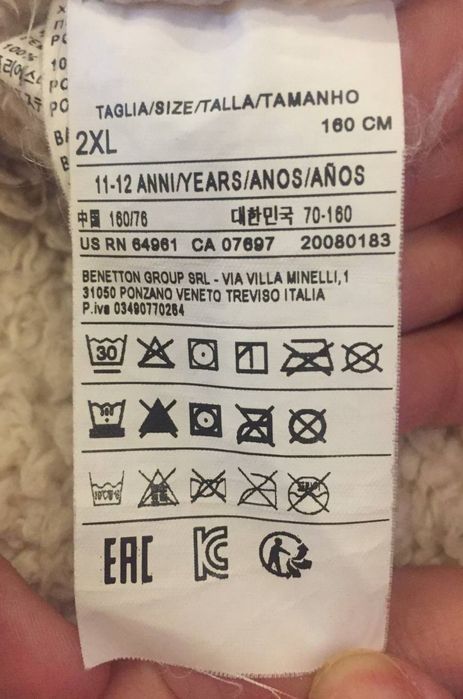 TAGLIA/SIZE/TALLA/TAMANHO
2XL 160 CM
11-12 ANNI/YEARS/ANOS/AÑOS
中国 160/76 대한민국 70-160
US RN 64961 CA 07697 20080183
BENETTON GROUP SRL - VIA VILLA MINELLI,1
31050 PONZANO VENETO TREVISO ITALIA
P.iva 03490770264
30
EAC